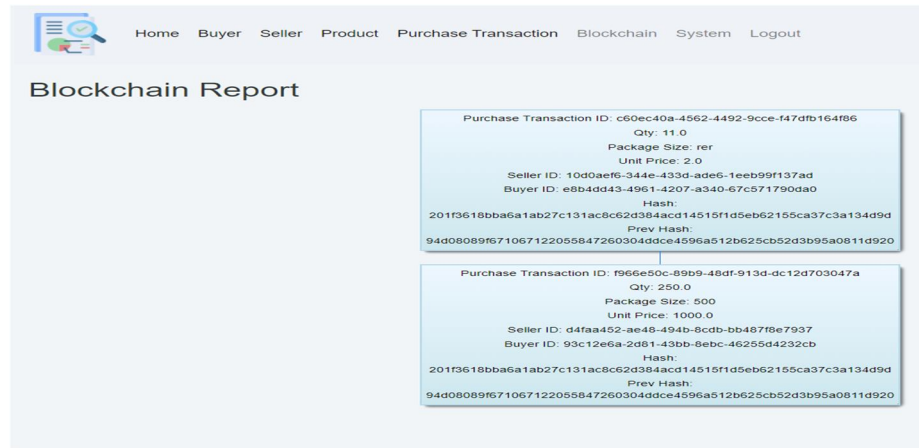 Home Buyer Seller Product Purchase Transaction Blockchain System Logout
Blockchain Report
Purchase Transaction ID: c60ec40a-4562-4492-9cce-f47dfb164f86
Qty: 11.0
Package Size: rer
Unit Price: 2.0
Seller ID: 10d0aef6-344e-433d-ade6-1eeb99f137ad
Buyer ID: e8b4dd43-4961-4207-a340-67c571790da0
Hash:
201f3618bba6a1ab27c131ac8c62d384acd14515f1d5eb62155ca37c3a134d9d
Prev Hash:
94d08089f671067122055847260304ddce4596a512b625cb52d3b95a0811d920
Purchase Transaction ID: f966e50c-89b9-48df-913d-dc12d703047a
Qty: 250.0
Package Size: 500
Unit Price: 1000.0
Seller ID: d4faa452-ae48-494b-8cdb-bb487f8e7937
Buyer ID: 93c12e6a-2d81-43bb-8ebc-46255d4232cb
Hash:
201f3618bba6a1ab27c131ac8c62d384acd14515f1d5eb62155ca37c3a134d9d
Prev Hash:
94d08089f671067122055847260304ddce4596a512b625cb52d3b95a0811d920